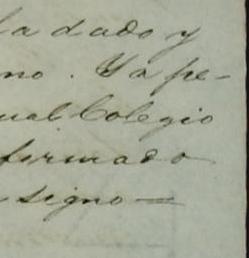 la dado y
no. Ya pe-
ual Colegio
firmado
signo —